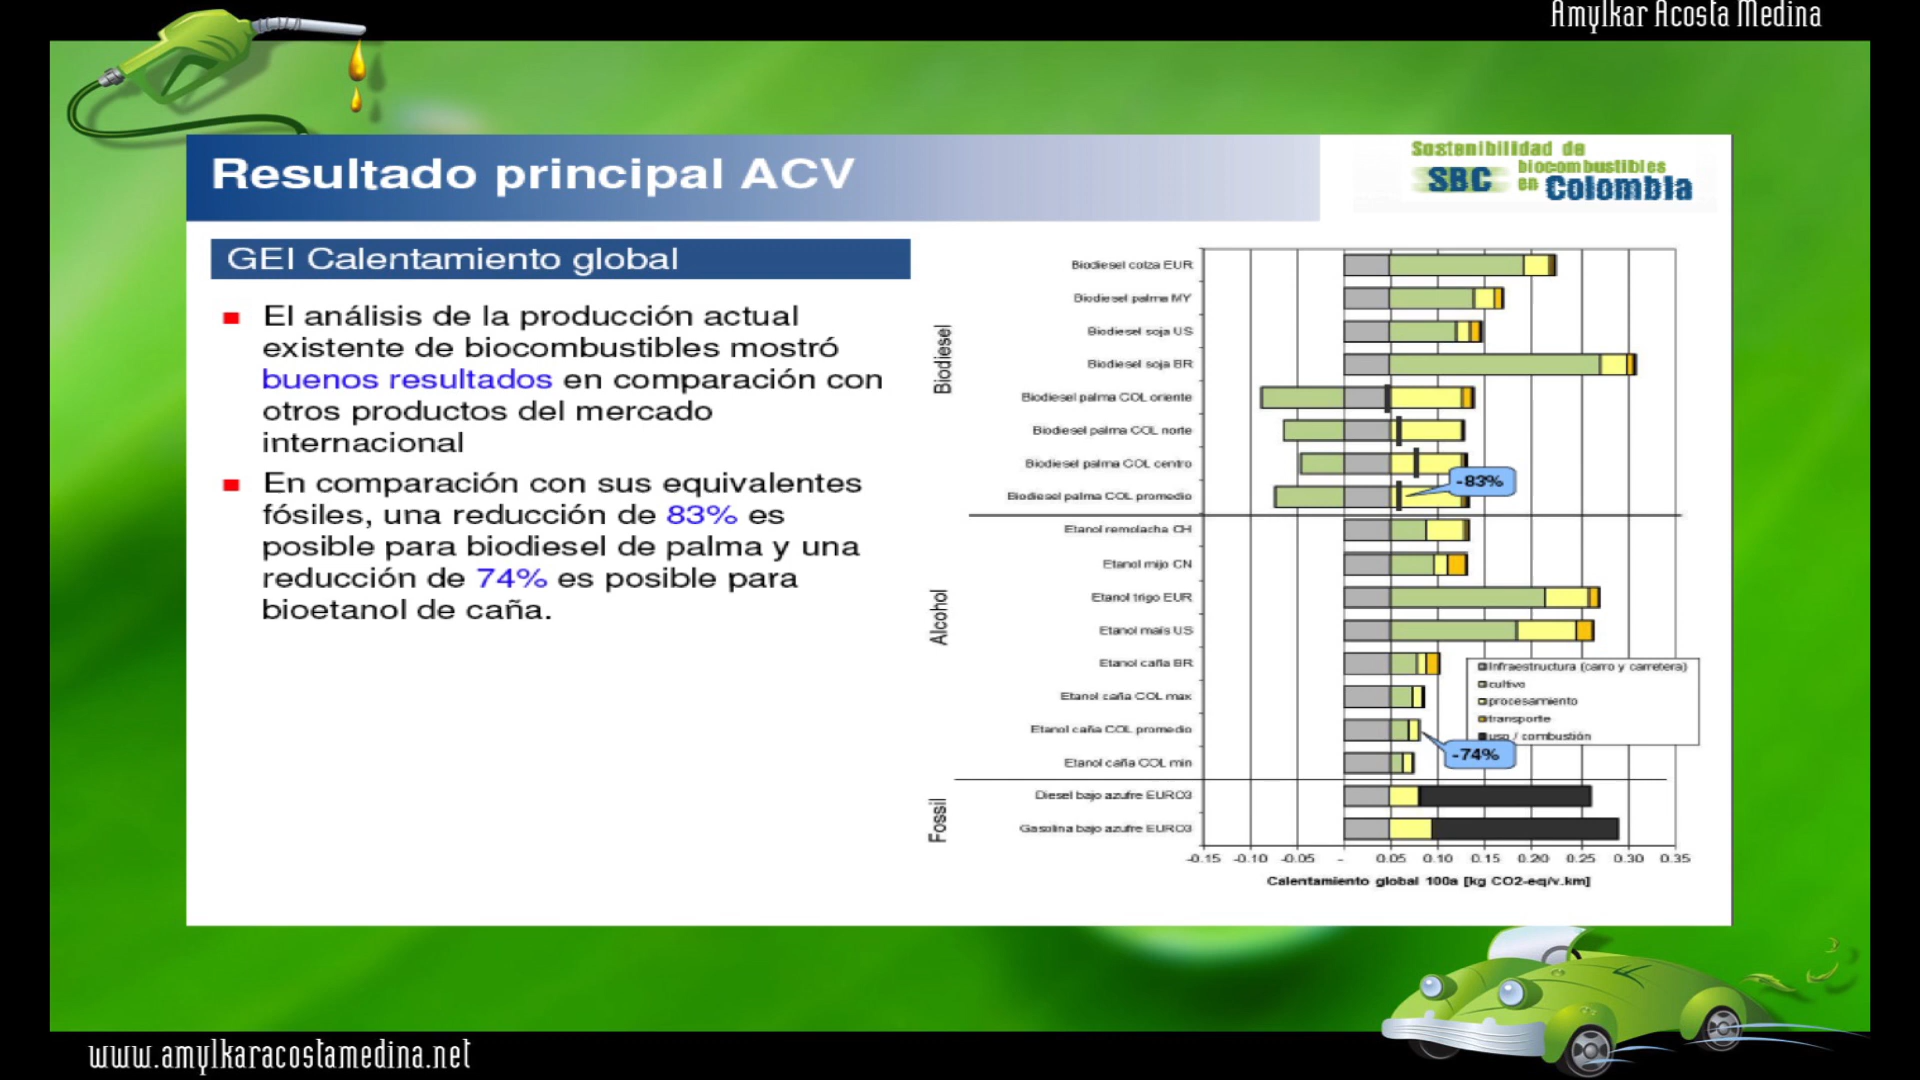 Amylkar Acosta Medina
Resultado principal ACV
Sostenibilidad de
SBC
biocombustibles
en Colombia
GEI Calentamiento global
El análisis de la producción actual
existente de biocombustibles mostró
buenos resultados en comparación con
otros productos del mercado
internacional
En comparación con sus equivalentes
fósiles, una reducción de 83% es
posible para biodiesel de palma y una
reducción de 74% es posible para
bioetanol de caña.
Biodiesel
Biodiesel colza EUR
Biodiesel palma MY
Biodiesel soja US
Biodiesel soja BR
Biodiesel palma COL oriente
Biodiesel palma COL norte
Biodiesel palma COL centro
Biodiesel palma COL promedio
-83%
Alcohol
Etanol remolacha CH
Etanol mijo CN
Etanol trigo EUR
Etanol maís US
Etanol caña BR
Etanol caña COL max
Etanol caña COL promedio
Etanol caña COL min
Infraestructura (carro y carretera)
cultivo
procesamiento
transporte
uso / combustión
-74%
Fossil
Diesel bajo azufre EURO3
Gasolina bajo azufre EURO3
-0.15 -0.10 -0.05 - 0.05 0.10 0.15 0.20 0.25 0.30 0.35
Calentamiento global 100a [kg CO2-eq/v.km]
www.amylkaracostamedina.net